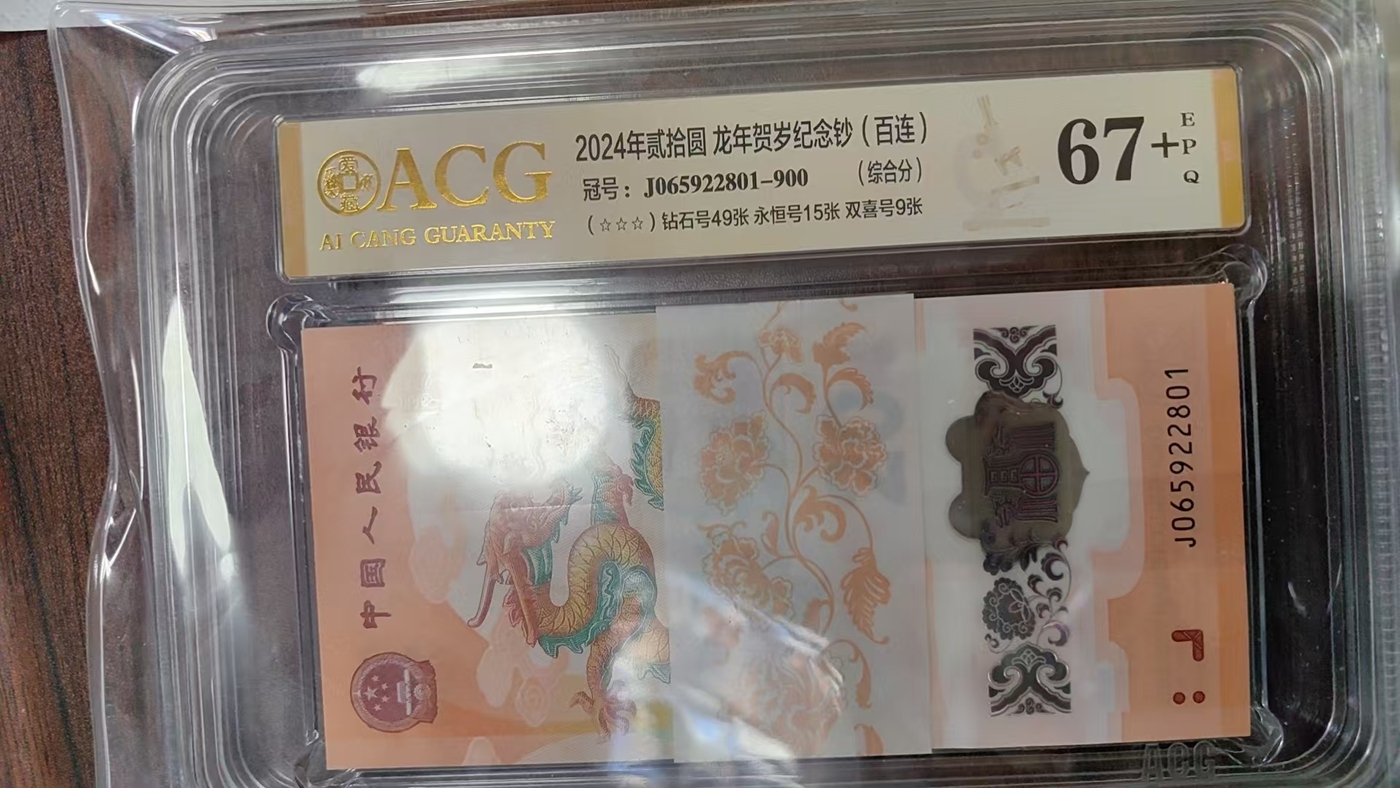 ACG
AI CANG GUARANTY
2024年贰拾圆 龙年贺岁纪念钞(百连)
冠号:J065922801-900 (综合分)
(☆☆☆)钻石号49张 永恒号15张 双喜号9张
67+
EPQ
中国人民银行
J065922801
ACG